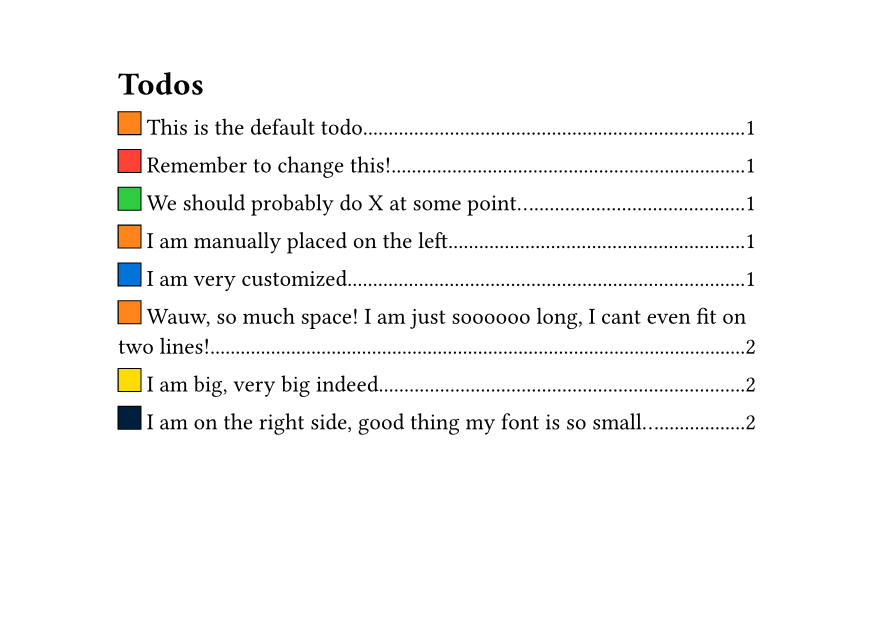 Todos
This is the default todo..........................................................................1
Remember to change this!....................................................................1
We should probably do X at some point...........................................1
I am manually placed on the left.........................................................1
I am very customized.............................................................................1
Wauw, so much space! I am just soooooo long, I cant even fit on
two lines!.......................................................................................................2
I am big, very big indeed.......................................................................2
I am on the right side, good thing my font is so small....................2